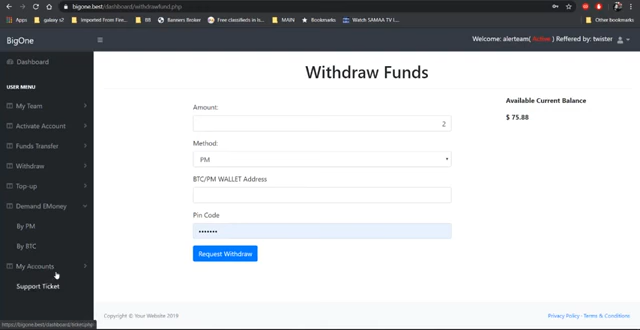 bigone.best/dashboard/withdrawfund.php
Apps
galaxy s2
Imported From Fire...
BB
Banners Broker
Free classifieds in Is...
MAIN
Bookmarks
Watch SAMAA TV L...
Other bookmarks
BigOne
Welcome: alerteam( Active) Reffered by: twister
Dashboard
USER MENU
My Team
Activate Account
Funds Transfer
Withdraw
Top-up
Demand EMoney
By PM
By BTC
My Accounts
Support Ticket
Withdraw Funds
Amount:
2
Method:
PM
BTC/PM WALLET Address
Pin Code
•••••••
Request Withdraw
Available Current Balance
$ 75.88
https://bigone.best/dashboard/ticket.php
Copyright © Your Website 2019
Privacy Policy · Terms & Conditions